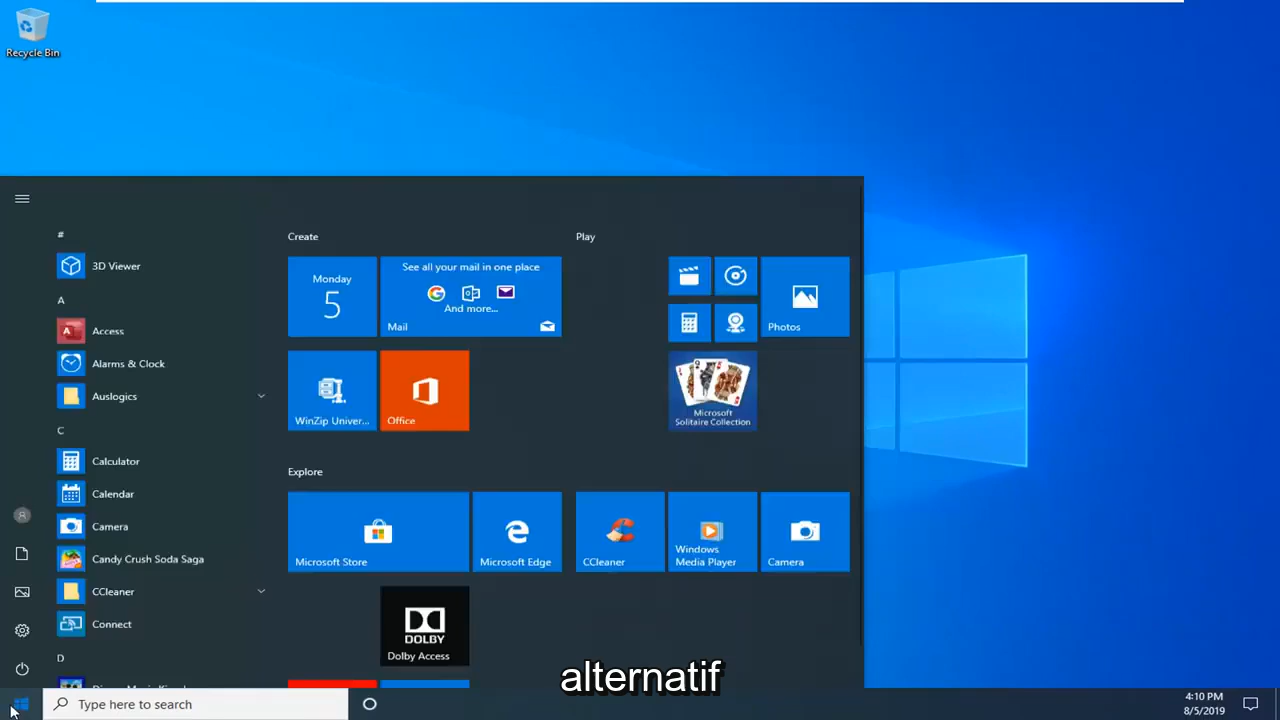 Recycle Bin
#
3D Viewer
A
Access
Alarms & Clock
Auslogics
C
Calculator
Calendar
Camera
Candy Crush Soda Saga
CCleaner
Connect
D
Create
Monday
5
See all your mail in one place
And more...
Mail
WinZip Univer...
Office
Play
Photos
Microsoft
Solitaire Collection
Explore
Microsoft Store
Microsoft Edge
CCleaner
Windows
Media Player
Camera
DOLBY
Dolby Access
alternatif
Type here to search
4:10 PM
8/5/2019